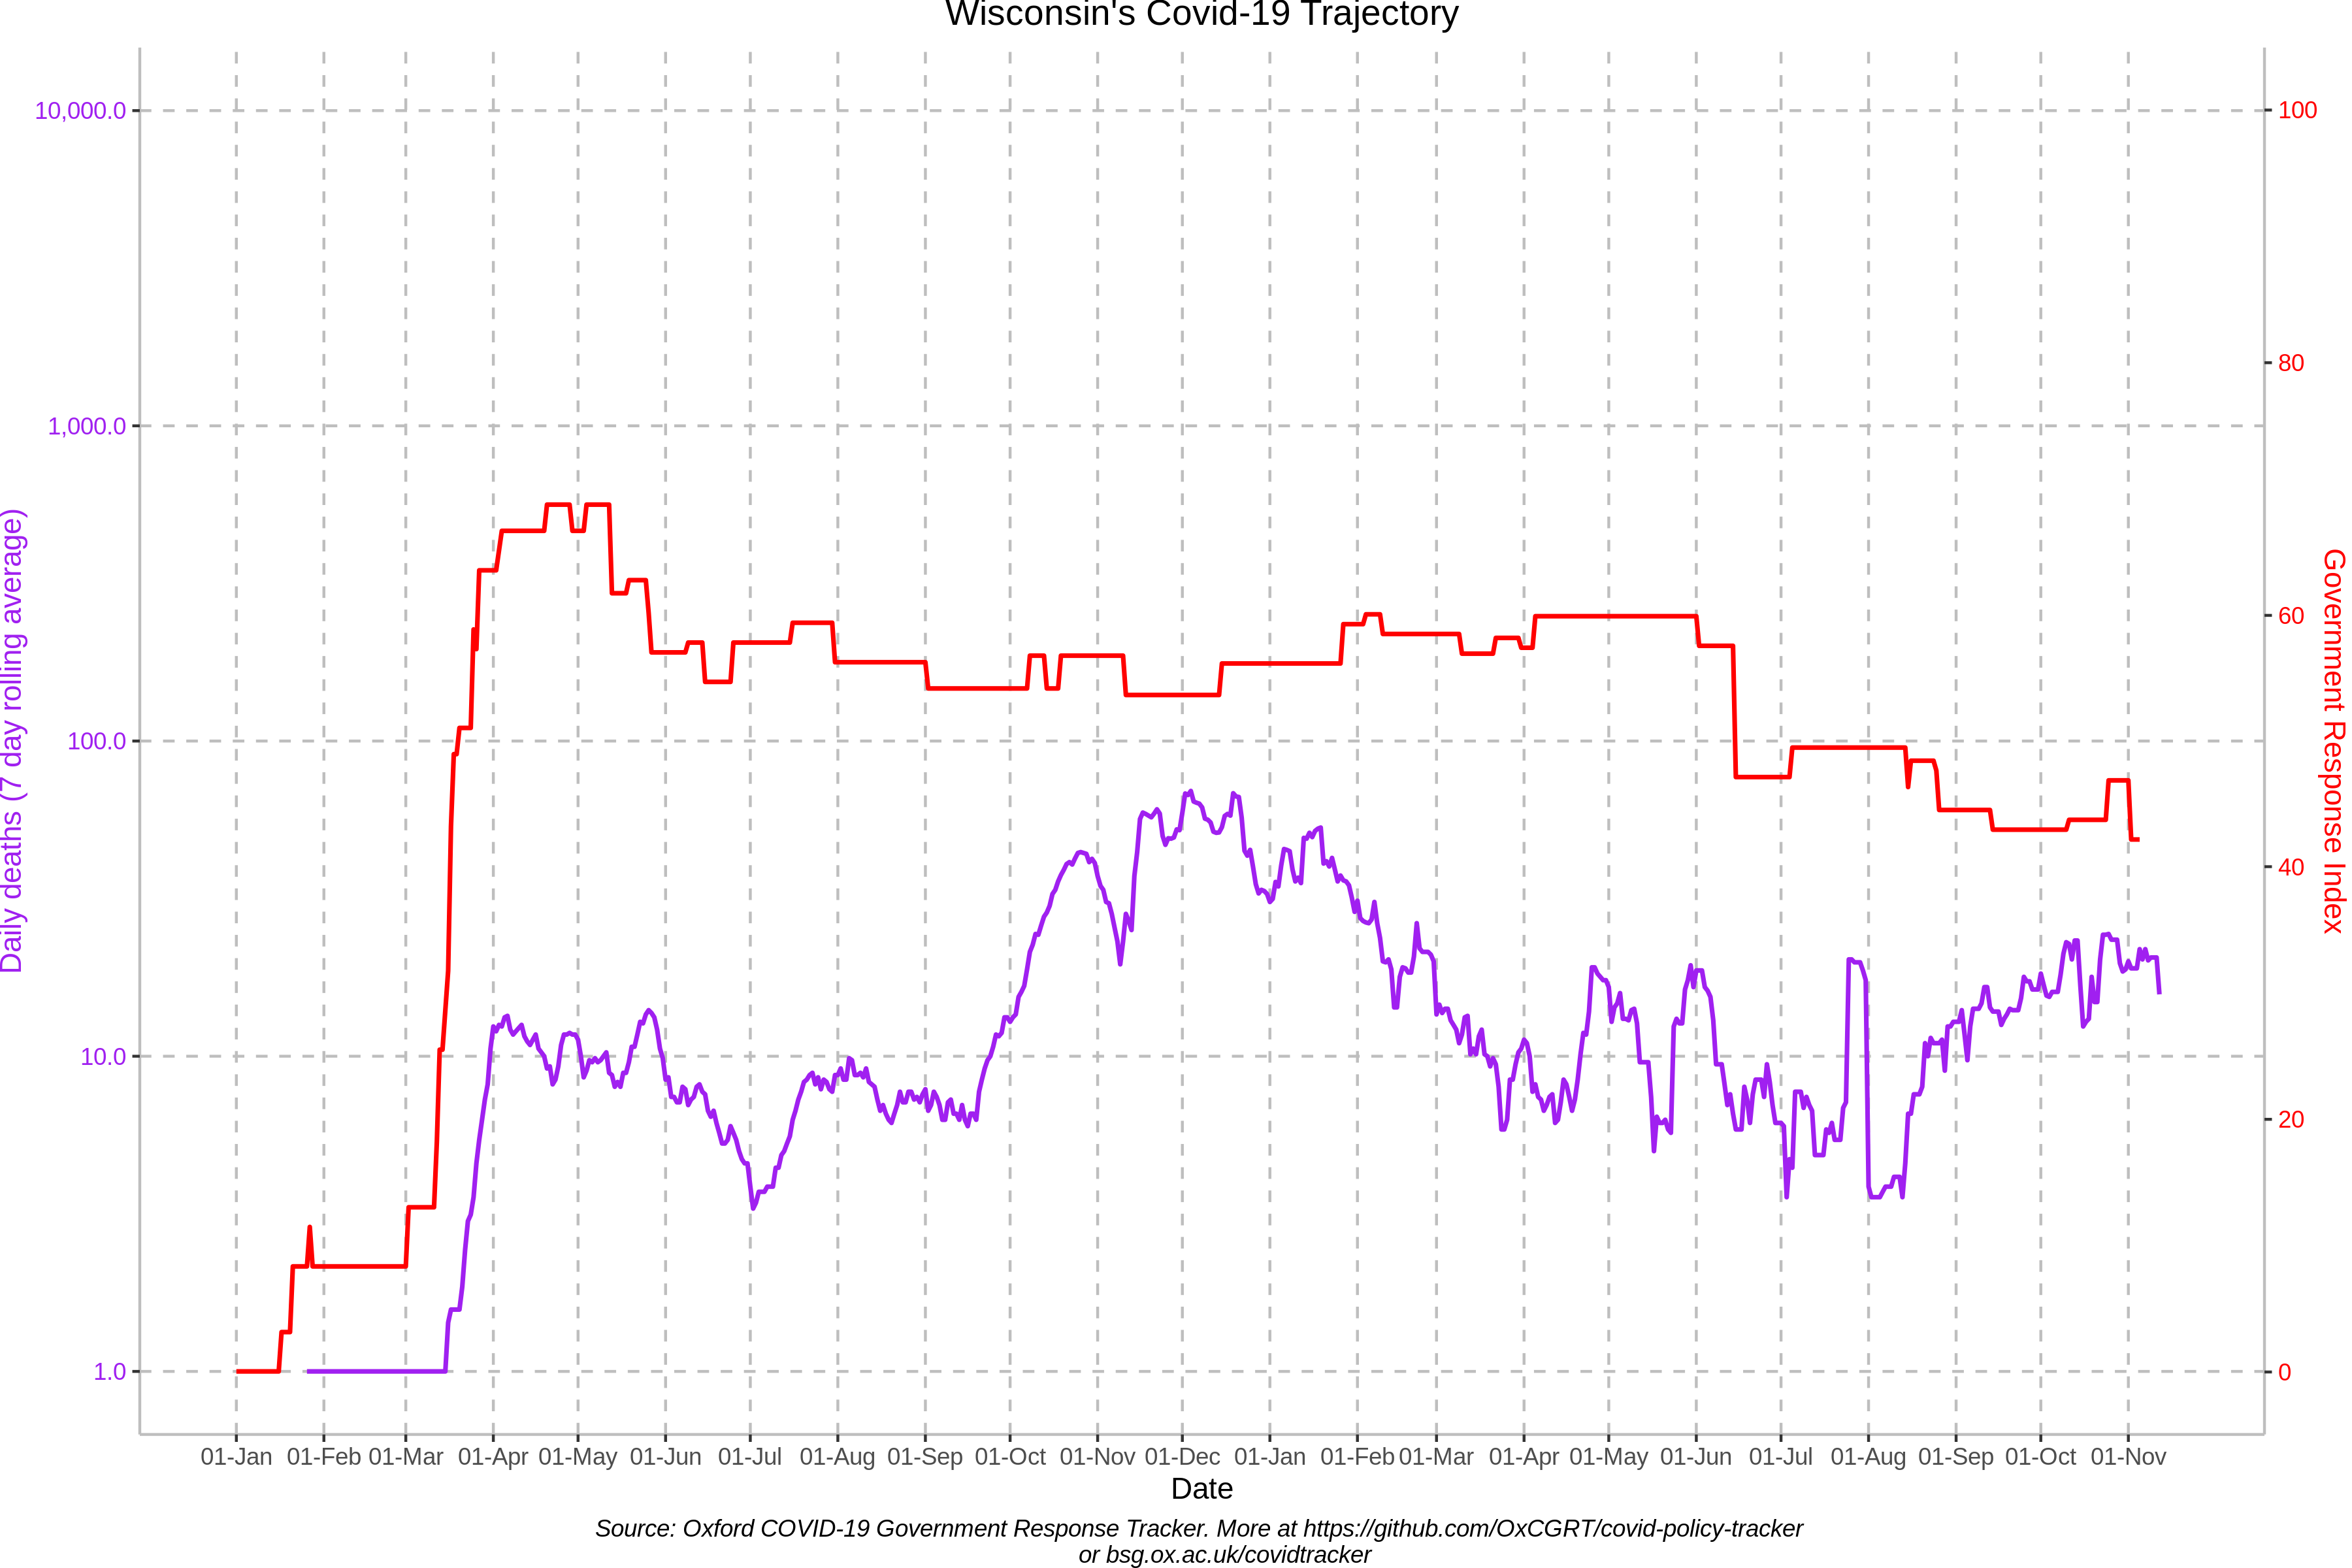 Wisconsin's Covid-19 Trajectory
10,000.0
1,000.0
100.0
10.0
1.0
Daily deaths (7 day rolling average)
100
80
60
40
20
0
Government Response Index
01-Jan 01-Feb 01-Mar 01-Apr 01-May 01-Jun 01-Jul 01-Aug 01-Sep 01-Oct 01-Nov 01-Dec 01-Jan 01-Feb 01-Mar 01-Apr 01-May 01-Jun 01-Jul 01-Aug 01-Sep 01-Oct 01-Nov
Date
Source: Oxford COVID-19 Government Response Tracker. More at https://github.com/OxCGRT/covid-policy-tracker
or bsg.ox.ac.uk/covidtracker